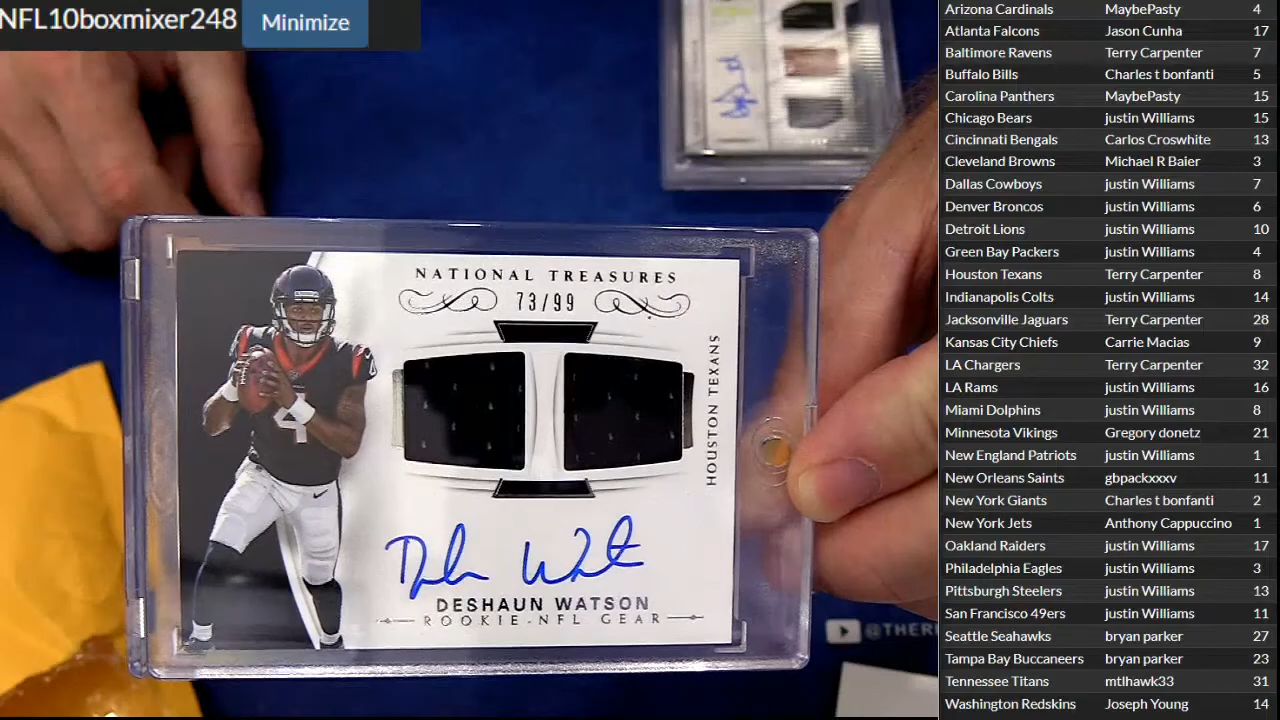 NFL10boxmixer248
Minimize
NATIONAL TREASURES
73/99
4
HOUSTON TEXANS
DESHAUN WATSON
ROOKIE-NFL GEAR
Arizona Cardinals MaybePasty 4
Atlanta Falcons Jason Cunha 17
Baltimore Ravens Terry Carpenter 7
Buffalo Bills Charles t bonfanti 5
Carolina Panthers MaybePasty 15
Chicago Bears justin Williams 15
Cincinnati Bengals Carlos Croswhite 13
Cleveland Browns Michael R Baier 3
Dallas Cowboys justin Williams 7
Denver Broncos justin Williams 6
Detroit Lions justin Williams 10
Green Bay Packers justin Williams 4
Houston Texans Terry Carpenter 8
Indianapolis Colts justin Williams 14
Jacksonville Jaguars Terry Carpenter 28
Kansas City Chiefs Carrie Macias 9
LA Chargers Terry Carpenter 32
LA Rams justin Williams 16
Miami Dolphins justin Williams 8
Minnesota Vikings Gregory donetz 21
New England Patriots justin Williams 1
New Orleans Saints gbpackxxxv 11
New York Giants Charles t bonfanti 2
New York Jets Anthony Cappuccino 1
Oakland Raiders justin Williams 17
Philadelphia Eagles justin Williams 3
Pittsburgh Steelers justin Williams 13
San Francisco 49ers justin Williams 11
Seattle Seahawks bryan parker 27
Tampa Bay Buccaneers bryan parker 23
Tennessee Titans mtlhawk33 31
Washington Redskins Joseph Young 14